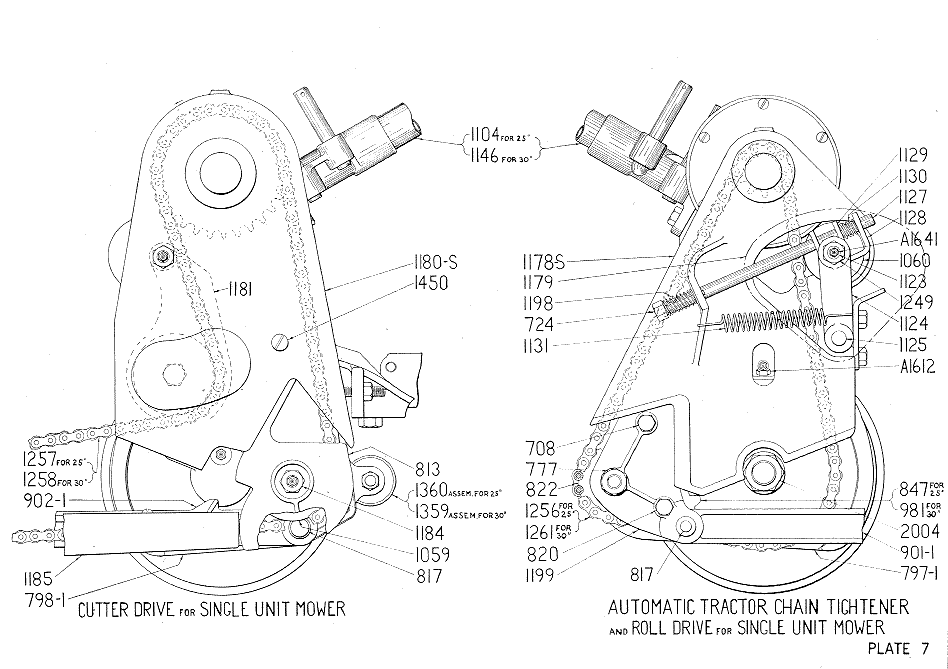 1104 FOR 25"
1146 FOR 30"
1180-S
1450
1181
1257 FOR 25"
1258 FOR 30"
902-1
1185
798-1
813
1360 ASSEM. FOR 25"
1359 ASSEM. FOR 30"
1184
1059
817
CUTTER DRIVE FOR SINGLE UNIT MOWER
1129
1130
1127
1128
A1641
1060
1123
1249
1124
1125
A1612
1178S
1179
1198
724
1131
708
777
822
1256 FOR 25"
1261 FOR 30"
820
1199
817
847 FOR 25"
981 FOR 30"
2004
901-1
797-1
AUTOMATIC TRACTOR CHAIN TIGHTENER
AND ROLL DRIVE FOR SINGLE UNIT MOWER
PLATE 7